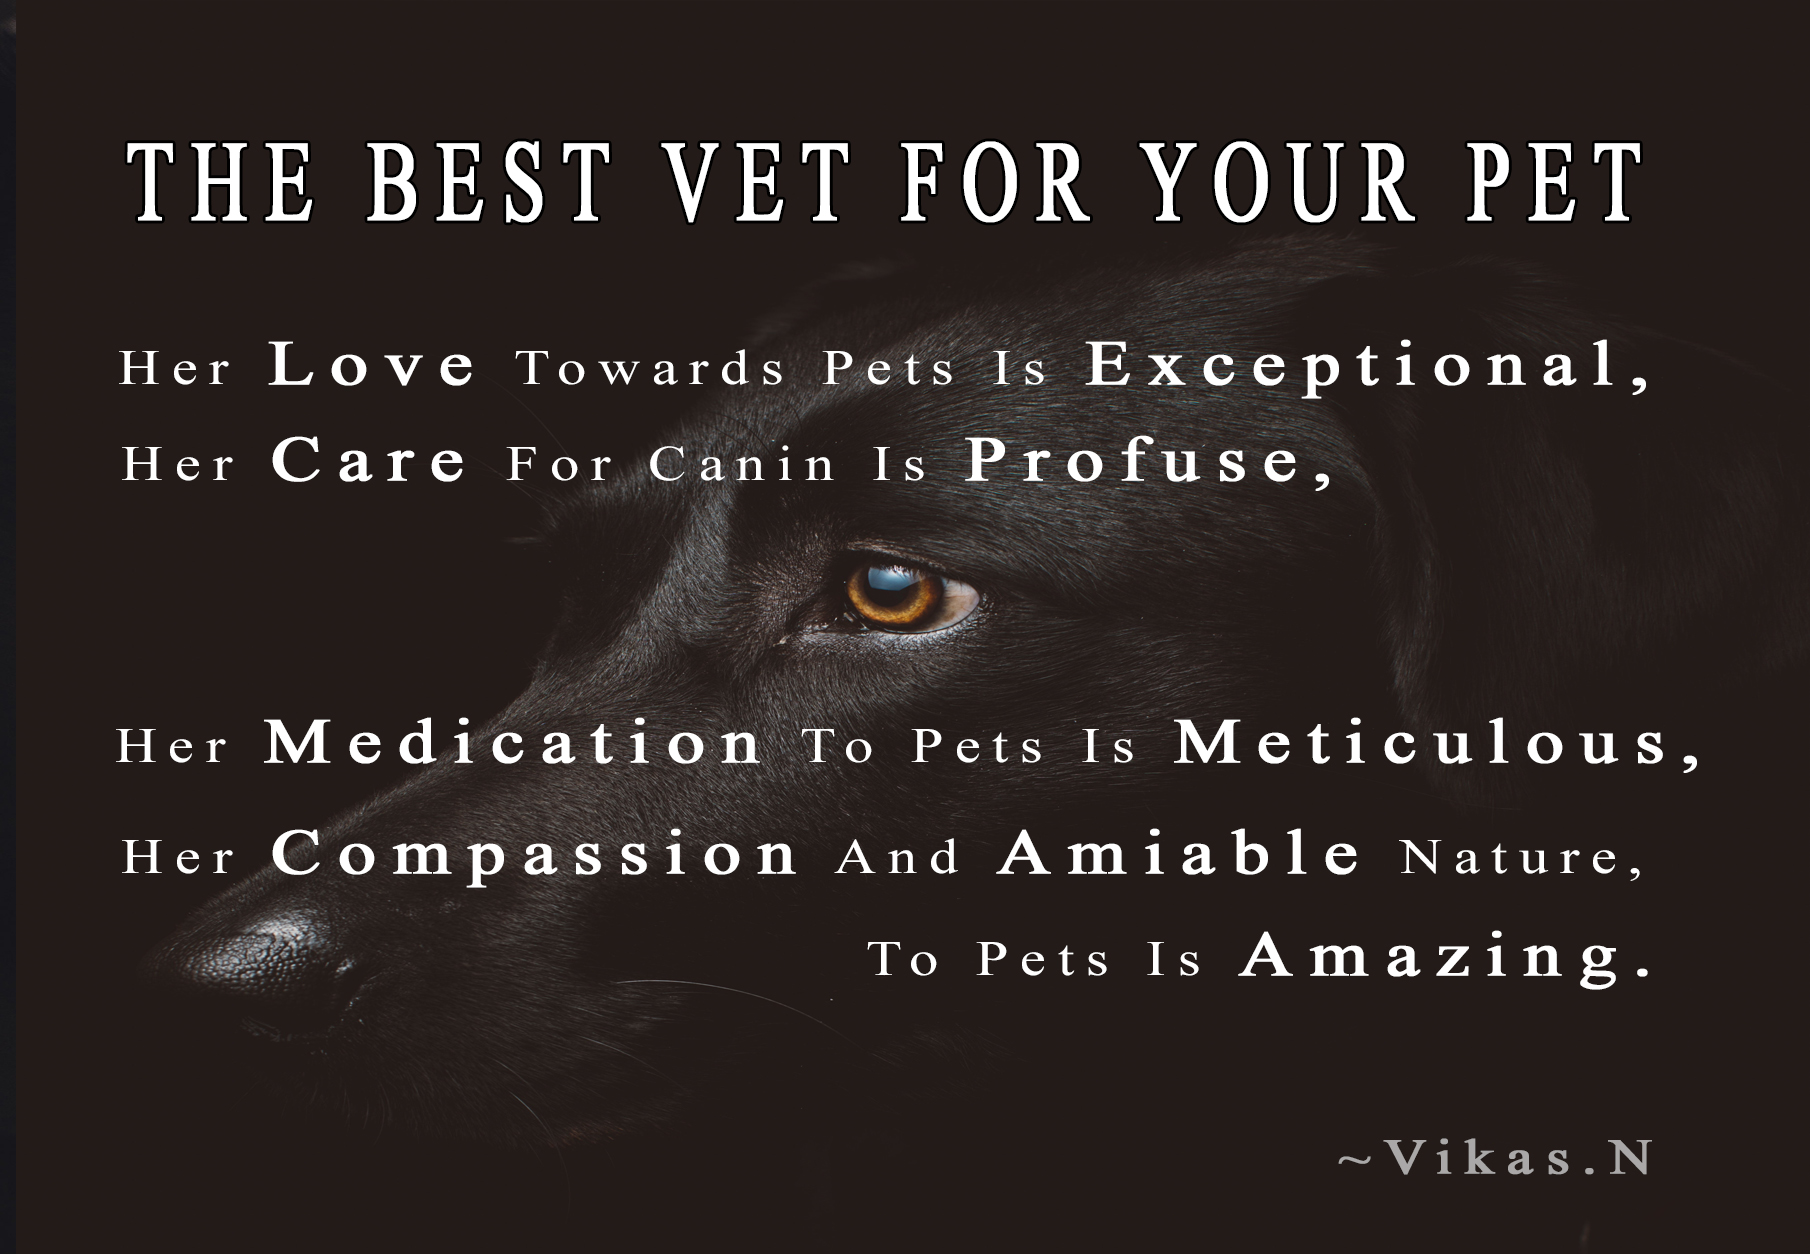 THE BEST VET FOR YOUR PET
Her Love Towards Pets Is Exceptional,
Her Care For Canin Is Profuse,
Her Medication To Pets Is Meticulous,
Her Compassion And Amiable Nature,
To Pets Is Amazing.
~Vikas.N